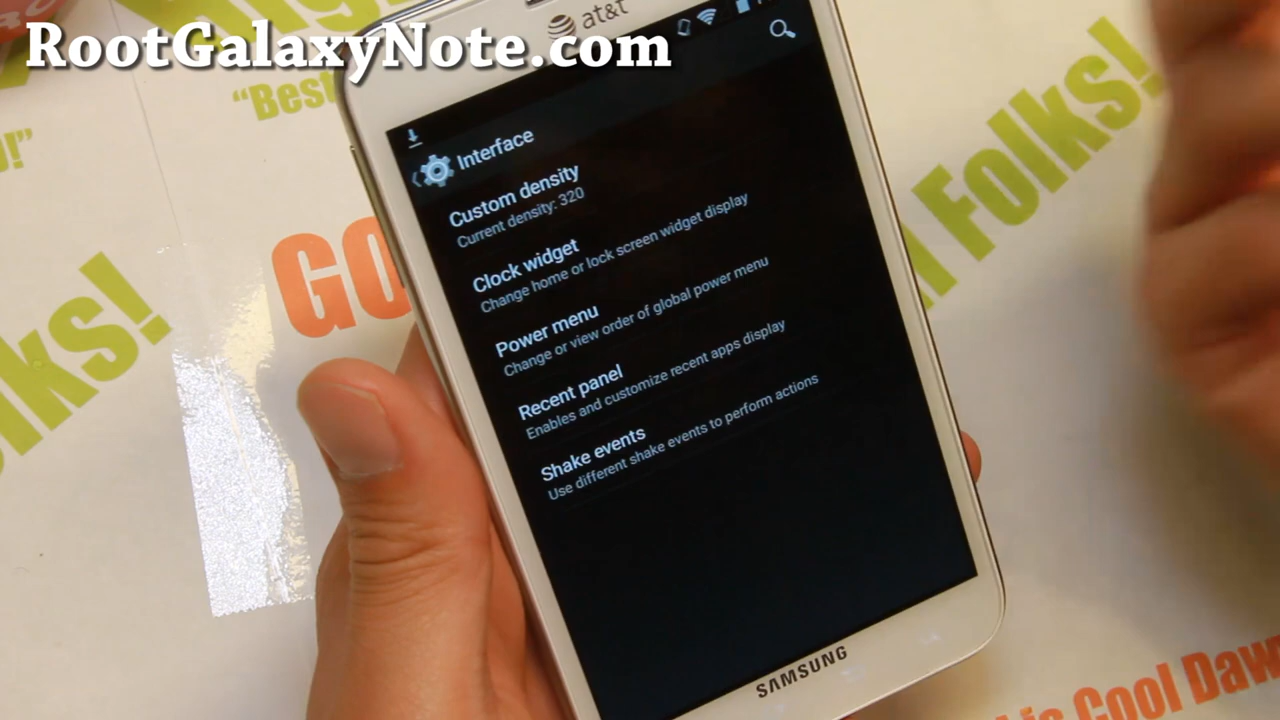 RootGalaxyNote.com
at&t
"Best
Folks!
Folks!
GO
Interface
Custom density
Current density: 320
Clock widget
Change home or lock screen widget display
Power menu
Change or view order of global power menu
Recent panel
Enables and customize recent apps display
Shake events
Use different shake events to perform actions
SAMSUNG
is Cool Daw